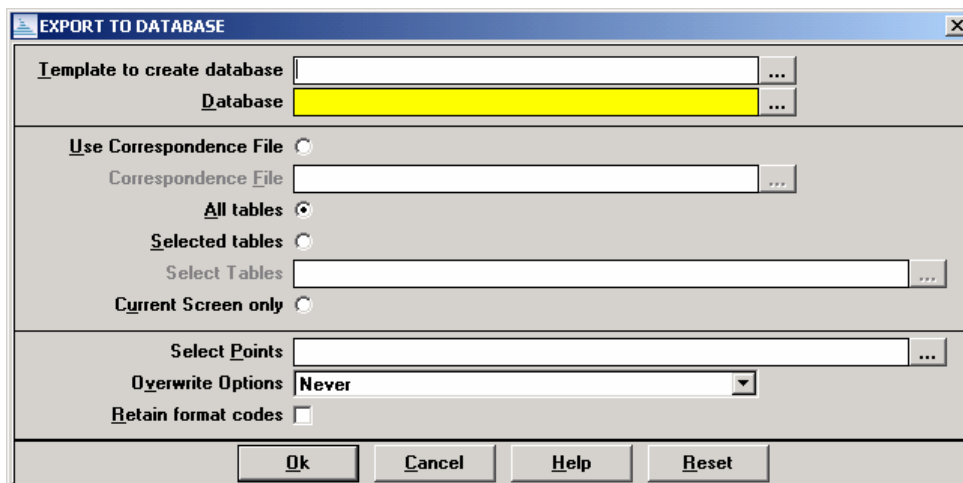 EXPORT TO DATABASE
Template to create database ...
Database ...
Use Correspondence File
Correspondence File ...
All tables
Selected tables
Select Tables ...
Current Screen only
Select Points ...
Overwrite Options Never
Retain format codes
Ok Cancel Help Reset